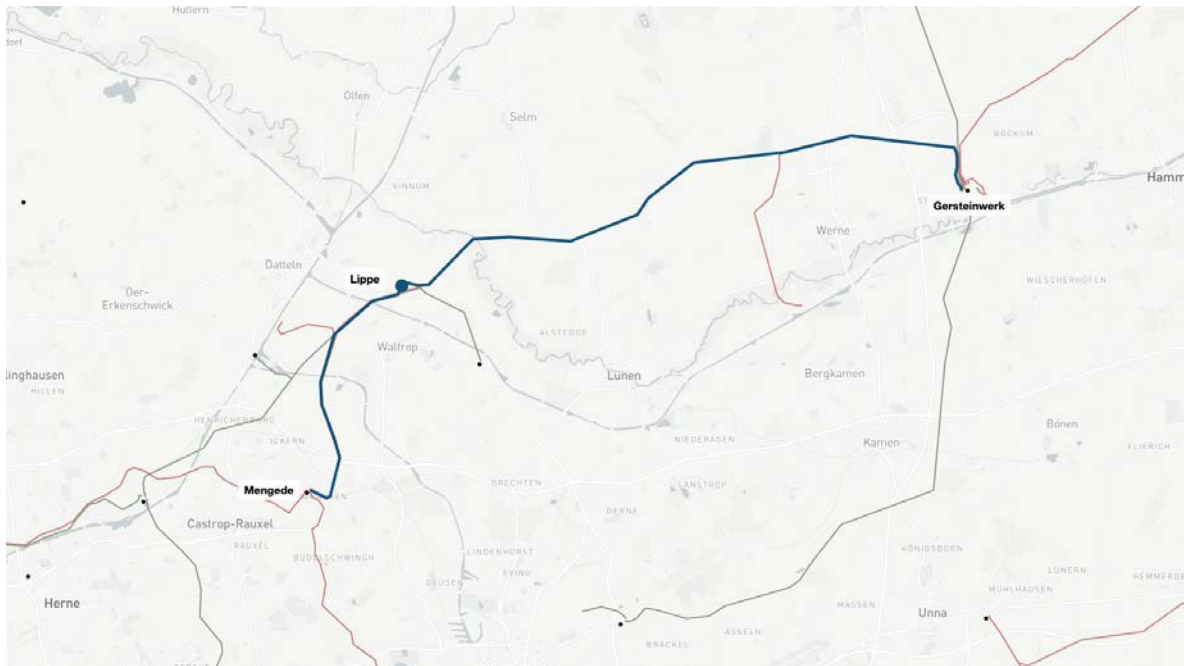 Hullern
Olfen
Selm
BOCKUM
Hamm
VINNUM
Gersteinwerk
Werne
Datteln
Lippe
WIESCHERHÖFEN
Oer-
Erkenschwick
ALSTEDDE
Waltrop
Lünen
Bergkamen
linghausen
HILLEN
HENRICHENBURG
IGKERN
NIEDERADEN
Kamen
Bönen
FLIERICH
Mengede
BRECHTEN
LANSTROP
DERNE
Castrop-Rauxel
RAUXEL
BODELSCHWINGH
LINDENHORST
EVING
DEUSEN
KÖNIGSBORN
LÜNERN
HEMMERDE
MÜHLHAUSEN
Herne
MASSEN
Unna
ASSELN
BRACKEL